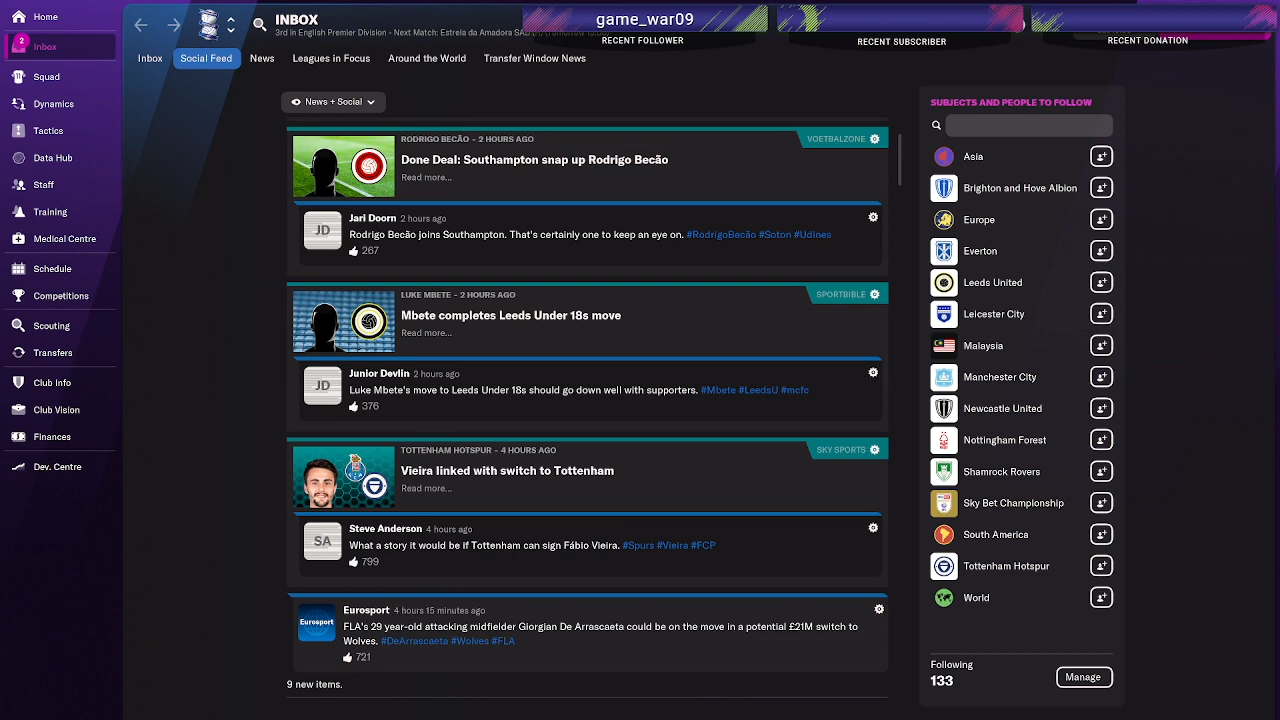 Home
2
Inbox
Squad
Dynamics
Tactics
Data Hub
Staff
Training
Medical Centre
Schedule
Competitions
Scouting
Transfers
Club Info
Club Vision
Finances
Dev. Centre
INBOX
3rd in English Premier Division - Next Match: Estrela da Amadora SAD
game_war09
RECENT FOLLOWER
RECENT SUBSCRIBER
RECENT DONATION
Inbox Social Feed News Leagues in Focus Around the World Transfer Window News
News + Social
RODRIGO BECÃO - 2 HOURS AGO
VOETBALZONE
Done Deal: Southampton snap up Rodrigo Becão
Read more...
JD
Jari Doorn 2 hours ago
Rodrigo Becão joins Southampton. That's certainly one to keep an eye on. #RodrigoBecão #Soton #Udines
267
LUKE MBETE - 2 HOURS AGO
SPORTBIBLE
Mbete completes Leeds Under 18s move
Read more...
JD
Junior Devlin 2 hours ago
Luke Mbete's move to Leeds Under 18s should go down well with supporters. #Mbete #LeedsU #mcfc
376
TOTTENHAM HOTSPUR - 4 HOURS AGO
SKY SPORTS
Vieira linked with switch to Tottenham
Read more...
SA
Steve Anderson 4 hours ago
What a story it would be if Tottenham can sign Fábio Vieira. #Spurs #Vieira #FCP
799
Eurosport
Eurosport 4 hours 15 minutes ago
FLA's 29 year-old attacking midfielder Giorgian De Arrascaeta could be on the move in a potential £21M switch to
Wolves. #DeArrascaeta #Wolves #FLA
721
9 new items.
SUBJECTS AND PEOPLE TO FOLLOW
Asia
Brighton and Hove Albion
Europe
Everton
Leeds United
Leicester City
Malaysia
Manchester City
Newcastle United
Nottingham Forest
Shamrock Rovers
Sky Bet Championship
South America
Tottenham Hotspur
World
Following
133
Manage